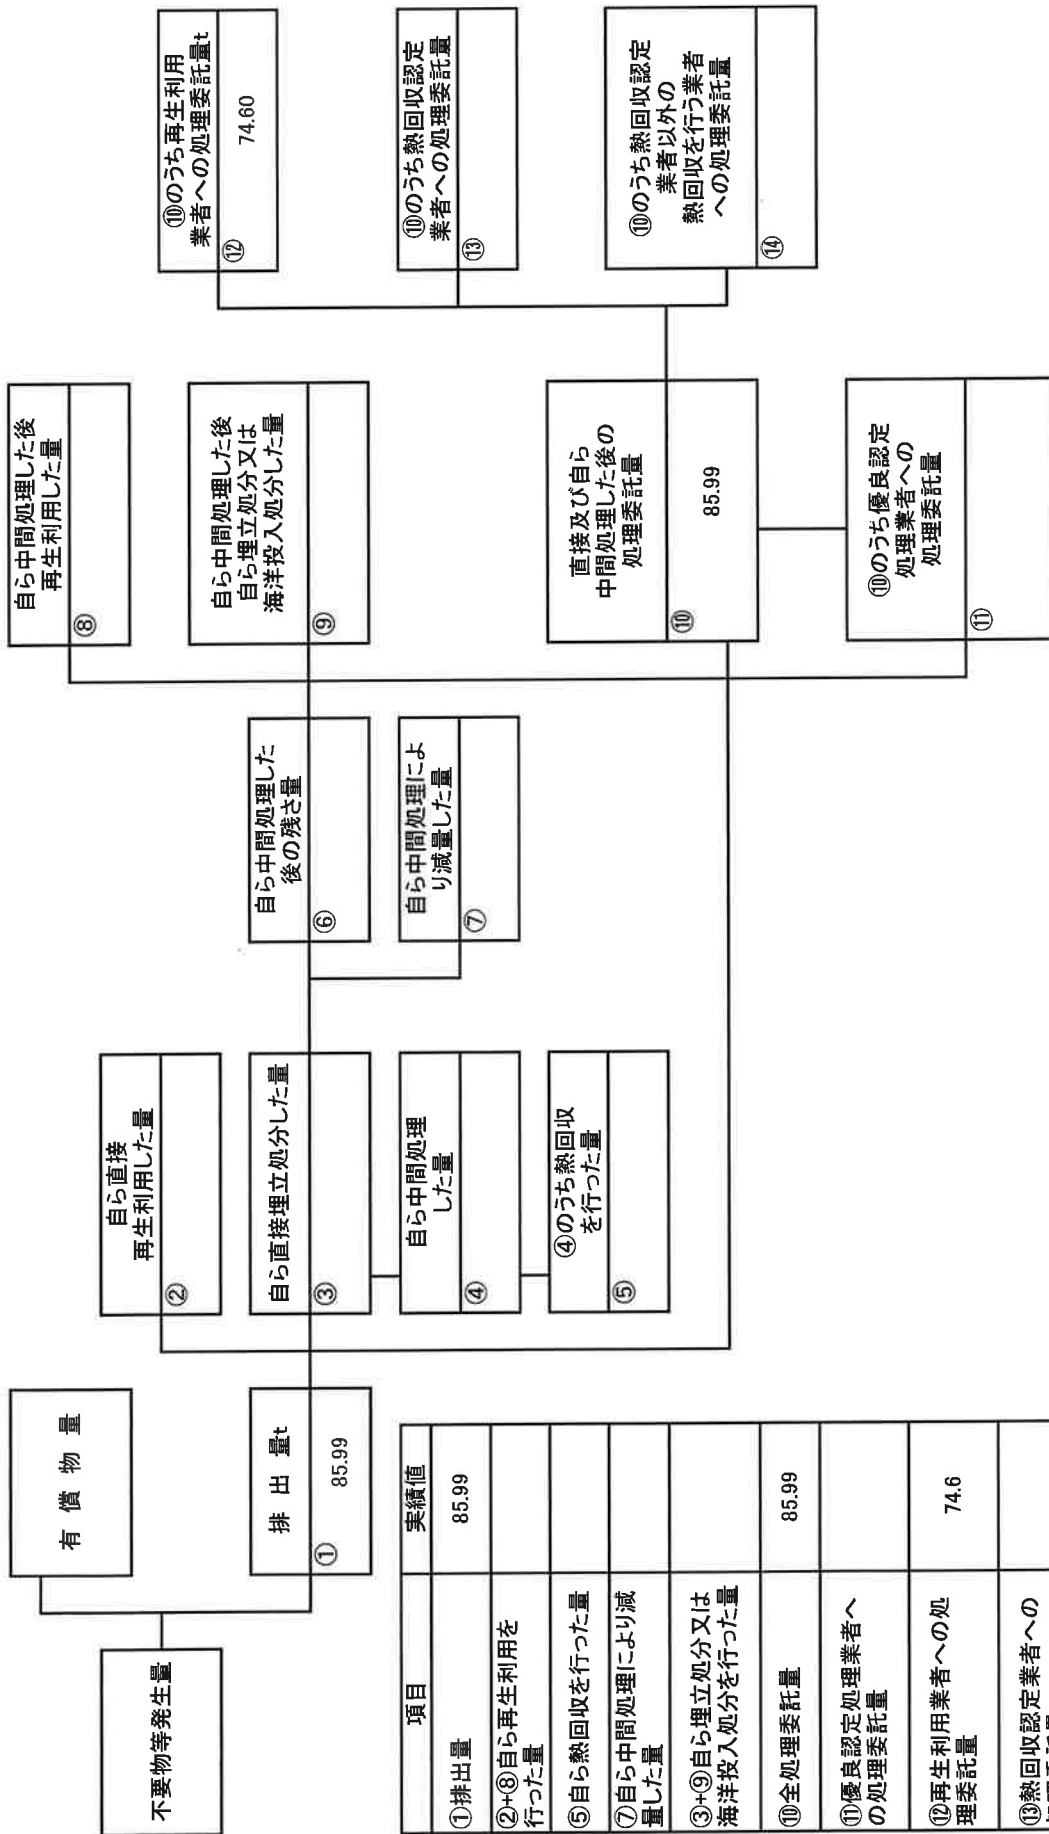 不要物等発生量
有償物量
排出量t
① 85.99
自ら直接
再生利用した量
②
自ら直接埋立処分した量
③
自ら中間処理
した量
④
④のうち熱回収
を行った量
⑤
自ら中間処理した
後の残さ量
⑥
自ら中間処理によ
り減量した量
⑦
自ら中間処理した後
再生利用した量
⑧
自ら中間処理した後
自ら埋立処分又は
海洋投入処分した量
⑨
直接及び自ら
中間処理した後の
処理委託量
⑩ 85.99
⑩のうち優良認定
処理業者への
処理委託量
⑪
⑩のうち再生利用
業者への処理委託量t
⑫ 74.60
⑩のうち熱回収認定
業者への処理委託量
⑬
⑩のうち熱回収認定
業者以外の
熱回収を行う業者
への処理委託量
⑭
項目 実績値
①排出量 85.99
②+⑧自ら再生利用を
行った量
⑤自ら熱回収を行った量
⑦自ら中間処理により減
量した量
③+⑨自ら埋立処分又は
海洋投入処分を行った量
⑩全処理委託量 85.99
⑪優良認定処理業者へ
の処理委託量
⑫再生利用業者への処
理委託量 74.6
⑬熱回収認定業者への